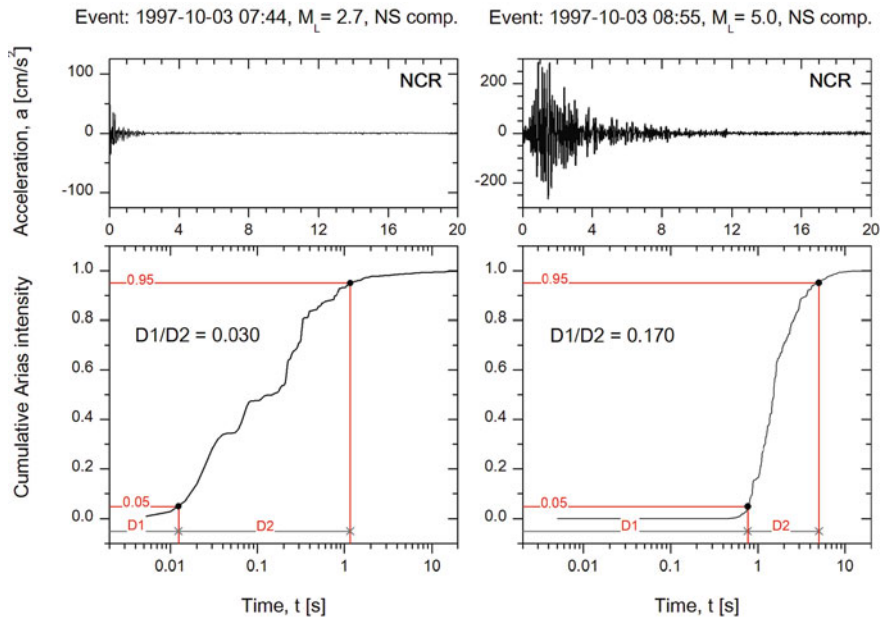 Event: 1997-10-03 07:44, M_L= 2.7, NS comp.
Event: 1997-10-03 08:55, M_L= 5.0, NS comp.
Acceleration, a [cm/s²]
100
0
-100
NCR
0 4 8 12 16 20
200
0
-200
NCR
0 4 8 12 16 20
Cumulative Arias intensity
1.0
0.8
0.6
0.4
0.2
0.0
0.95
D1/D2 = 0.030
0.05
D1 D2
0.01 0.1 1 10
Time, t [s]
1.0
0.8
0.6
0.4
0.2
0.0
0.95
D1/D2 = 0.170
0.05
D1 D2
0.01 0.1 1 10
Time, t [s]